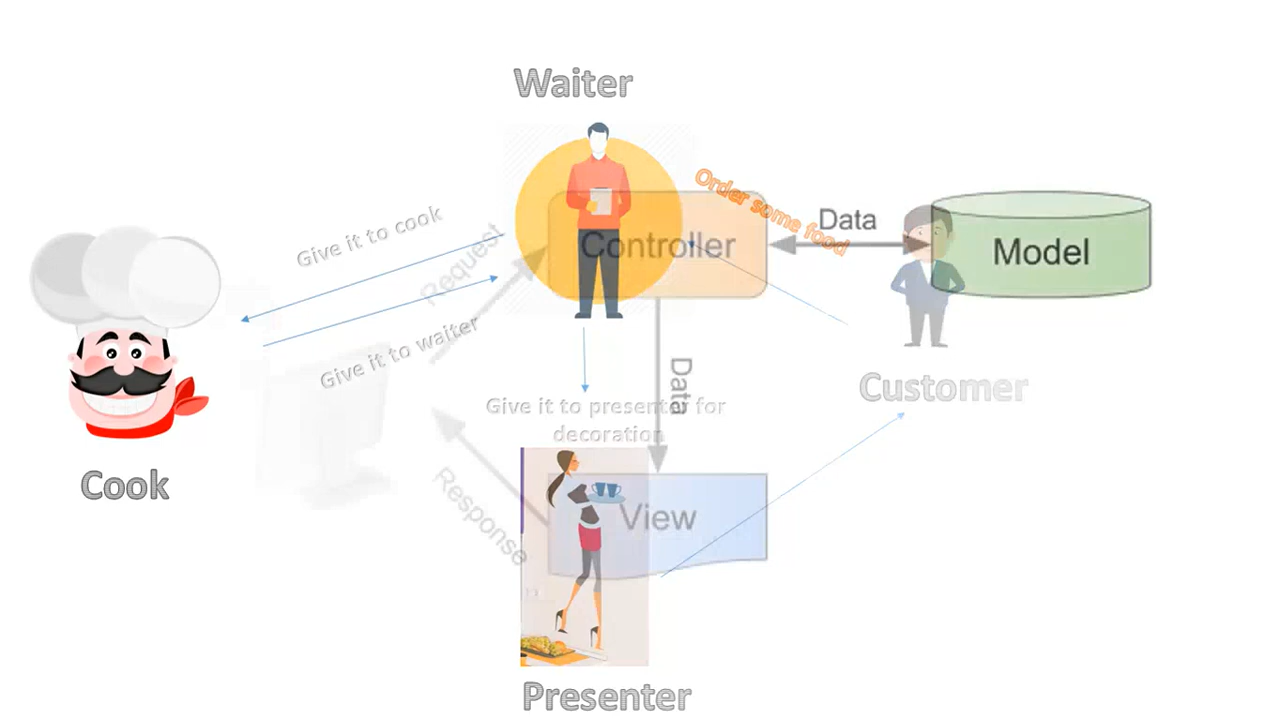 Waiter
Order some food
Give it to cook
Request
Controller
Data
Model
Give it to waiter
Data
Customer
Give it to presenter for
decoration
Cook
Response
View
Presenter